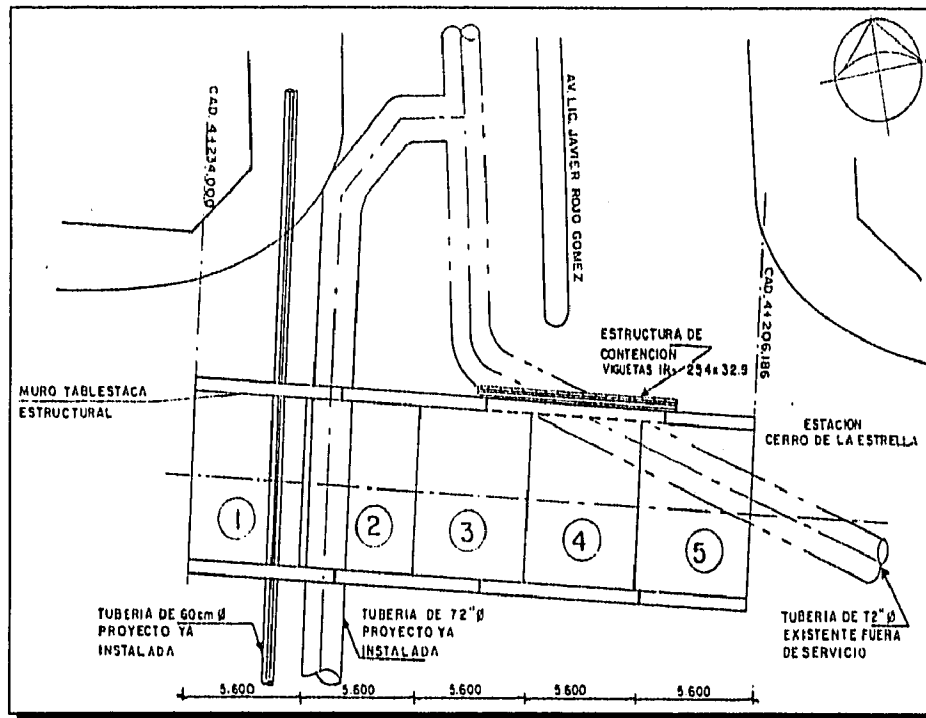 CAD. 4+234.000
AV. LIC. JAVIER ROJO GOMEZ
CAD. 4+206.186
ESTRUCTURA DE
CONTENCION
VIGUETAS IR- 254x32.9
MURO TABLESTACA
ESTRUCTURAL
ESTACION
CERRO DE LA ESTRELLA
1
2
3
4
5
TUBERIA DE 60cm Ø
PROYECTO YA
INSTALADA
TUBERIA DE 72"Ø
PROYECTO YA
INSTALADA
TUBERIA DE 72"Ø
EXISTENTE FUERA
DE SERVICIO
5.600 5.600 5.600 5.600 5.600